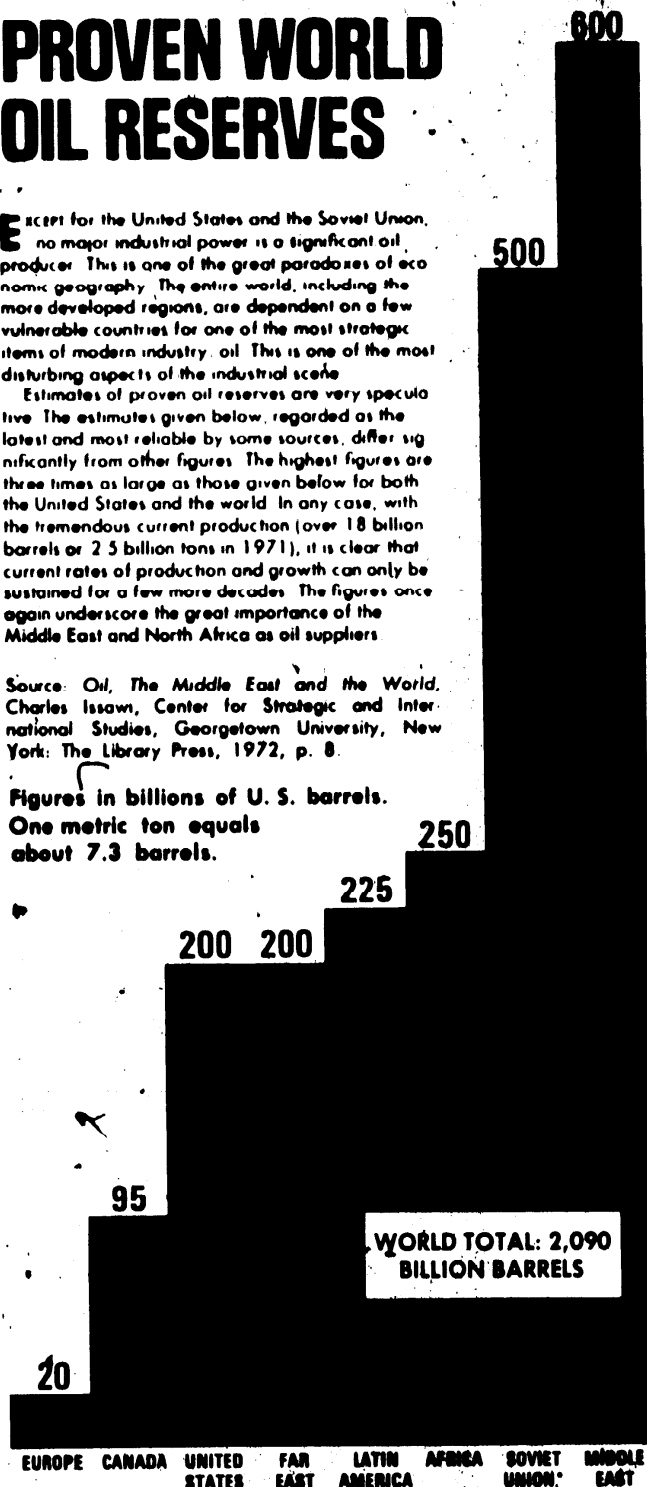 PROVEN WORLD
OIL RESERVES
Except for the United States and the Soviet Union,
no major industrial power is a significant oil
producer This is one of the great paradoxes of eco
nomic geography The entire world, including the
more developed regions, are dependent on a few
vulnerable countries for one of the most strategic
items of modern industry oil This is one of the most
disturbing aspects of the industrial scene
Estimates of proven oil reserves are very specula
tive The estimates given below, regarded as the
latest and most reliable by some sources, differ sig
nificantly from other figures The highest figures are
three times as large as those given below for both
the United States and the world In any case, with
the tremendous current production (over 18 billion
barrels or 2 5 billion tons in 1971), it is clear that
current rates of production and growth can only be
sustained for a few more decades The figures once
again underscore the great importance of the
Middle East and North Africa as oil suppliers
Source: Oil, The Middle East and the World,
Charles Issawi, Center for Strategic and Inter-
national Studies, Georgetown University, New
York: The Library Press, 1972, p. 8.
Figures in billions of U. S. barrels.
One metric ton equals
about 7.3 barrels.
600
500
250
225
200 200
95
20
WORLD TOTAL: 2,090
BILLION BARRELS
EUROPE CANADA UNITED STATES FAR EAST LATIN AMERICA AFRICA SOVIET UNION.* MIDDLE EAST